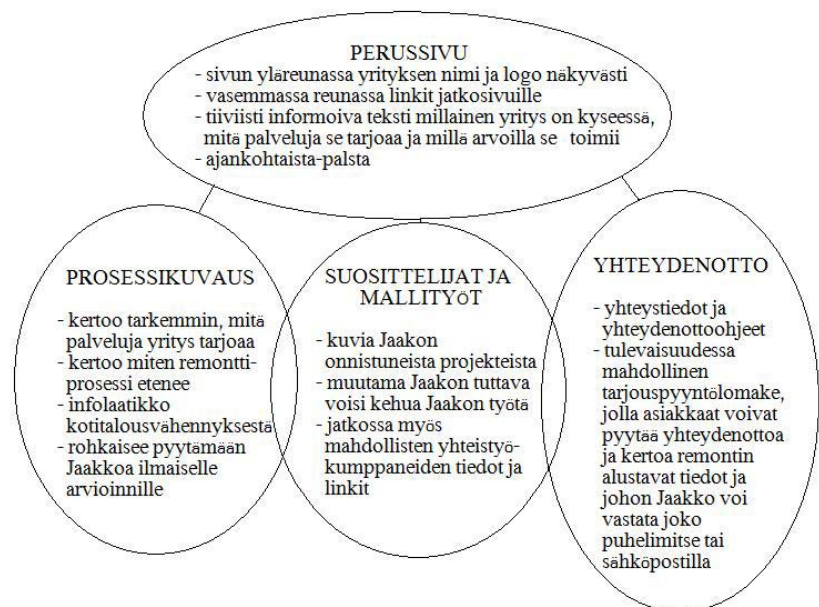 PERUSSIVU
- sivun yläreunassa yrityksen nimi ja logo näkyvästi
- vasemmassa reunassa linkit jatkosivuille
- tiiviisti informoiva teksti millainen yritys on kyseessä,
mitä palveluja se tarjoaa ja millä arvoilla se toimii
- ajankohtaista-palsta
PROSESSIKUVAUS
- kertoo tarkemmin, mitä
palveluja yritys tarjoaa
- kertoo miten remontti-
prosessi etenee
- infolaatikko
kotitalousvähennyksestä
- rohkaisee pyytämään
Jaakkoa ilmaiselle
arvioinnille
SUOSITTELIJAT JA
MALLITYÖT
- kuvia Jaakon
onnistuneista projekteista
- muutama Jaakon tuttava
voisi kehua Jaakon työtä
- jatkossa myös
mahdollisten yhteistyö-
kumppaneiden tiedot ja
linkit
YHTEYDENOTTO
- yhteystiedot ja
yhteydenottoohjeet
- tulevaisuudessa
mahdollinen
tarjouspyyntölomake,
jolla asiakkaat voivat
pyytää yhteydenottoa
ja kertoa remontin
alustavat tiedot ja
johon Jaakko voi
vastata joko
puhelimitse tai
sähköpostilla